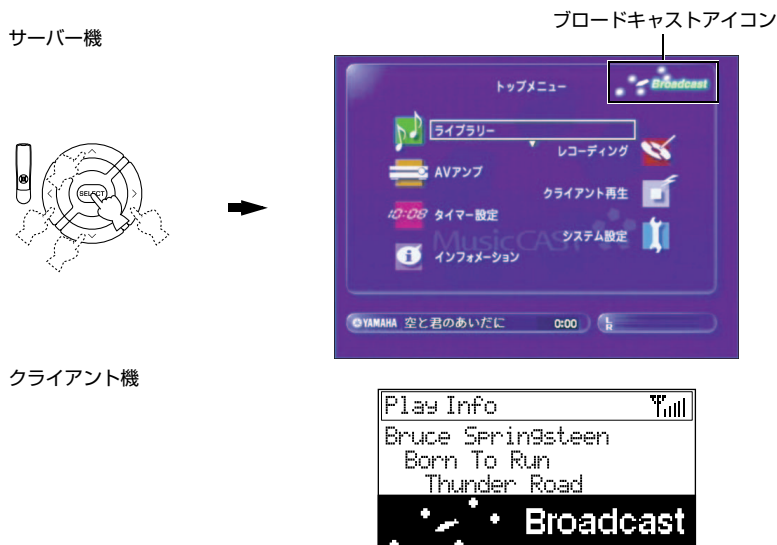 ブロードキャストアイコン
サーバー機
トップメニュー
Broadcast
ライブラリー
レコーディング
AVアンプ
クライアント再生
10:08 タイマー設定
システム設定
MusicCAST
インフォメーション
SELECT
YAMAHA 空と君のあいだに 0:00 L R
クライアント機
Play Info
Bruce Springsteen
Born To Run
Thunder Road
Broadcast